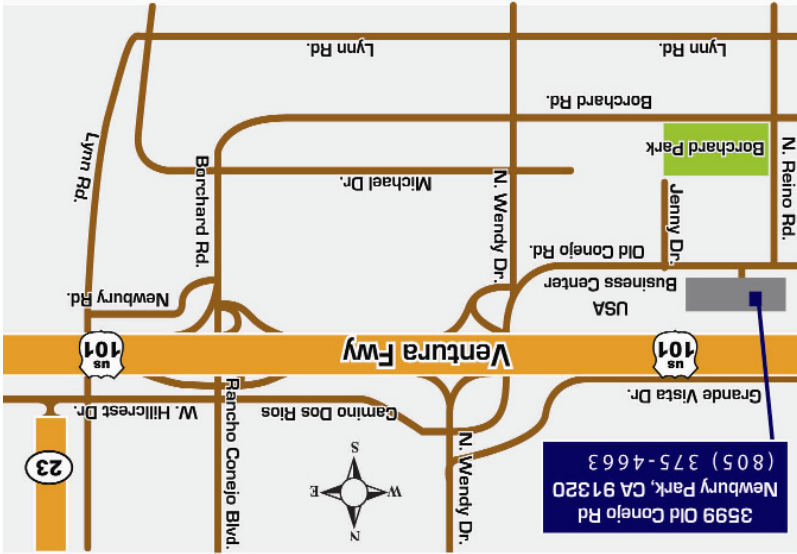 3599 Old Conejo Rd
Newbury Park, CA 91320
(805) 375-4663
N. Wendy Dr.
N
W
E
S
Rancho Conejo Blvd.
23
Grande Vista Dr.
Camino Dos Rios
W. Hillcrest Dr.
US
101
Ventura Fwy
US
101
USA
Business Center
Newbury Rd.
Old Conejo Rd.
N. Reino Rd.
Jenny Dr.
N. Wendy Dr.
Borchard Rd.
Lynn Rd.
Michael Dr.
Borchard Park
Borchard Rd.
Lynn Rd.
Lynn Rd.